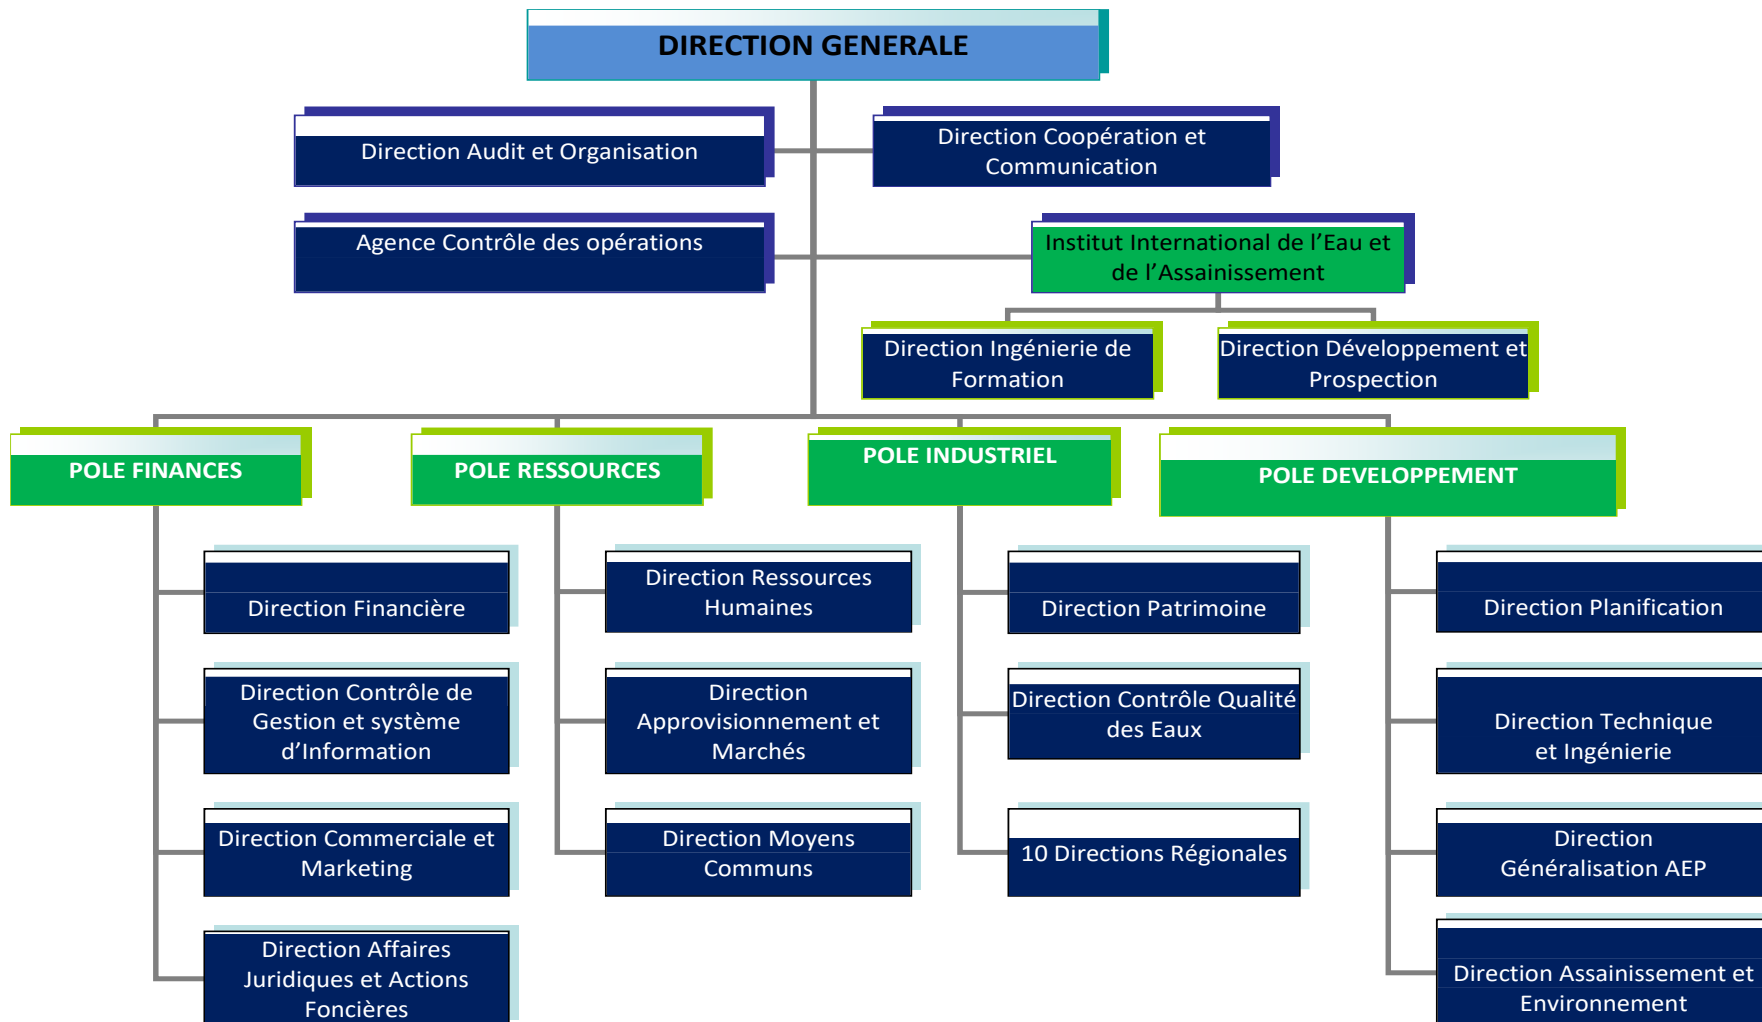 DIRECTION GENERALE
Direction Audit et Organisation
Direction Coopération et
Communication
Agence Contrôle des opérations
Institut International de l’Eau et
de l’Assainissement
Direction Ingénierie de
Formation
Direction Développement et
Prospection
POLE FINANCES
POLE RESSOURCES
POLE INDUSTRIEL
POLE DEVELOPPEMENT
Direction Financière
Direction Ressources
Humaines
Direction Patrimoine
Direction Planification
Direction Contrôle de
Gestion et système
d’Information
Direction
Approvisionnement et
Marchés
Direction Contrôle Qualité
des Eaux
Direction Technique
et Ingénierie
Direction Commerciale et
Marketing
Direction Moyens
Communs
10 Directions Régionales
Direction
Généralisation AEP
Direction Affaires
Juridiques et Actions
Foncières
Direction Assainissement et
Environnement